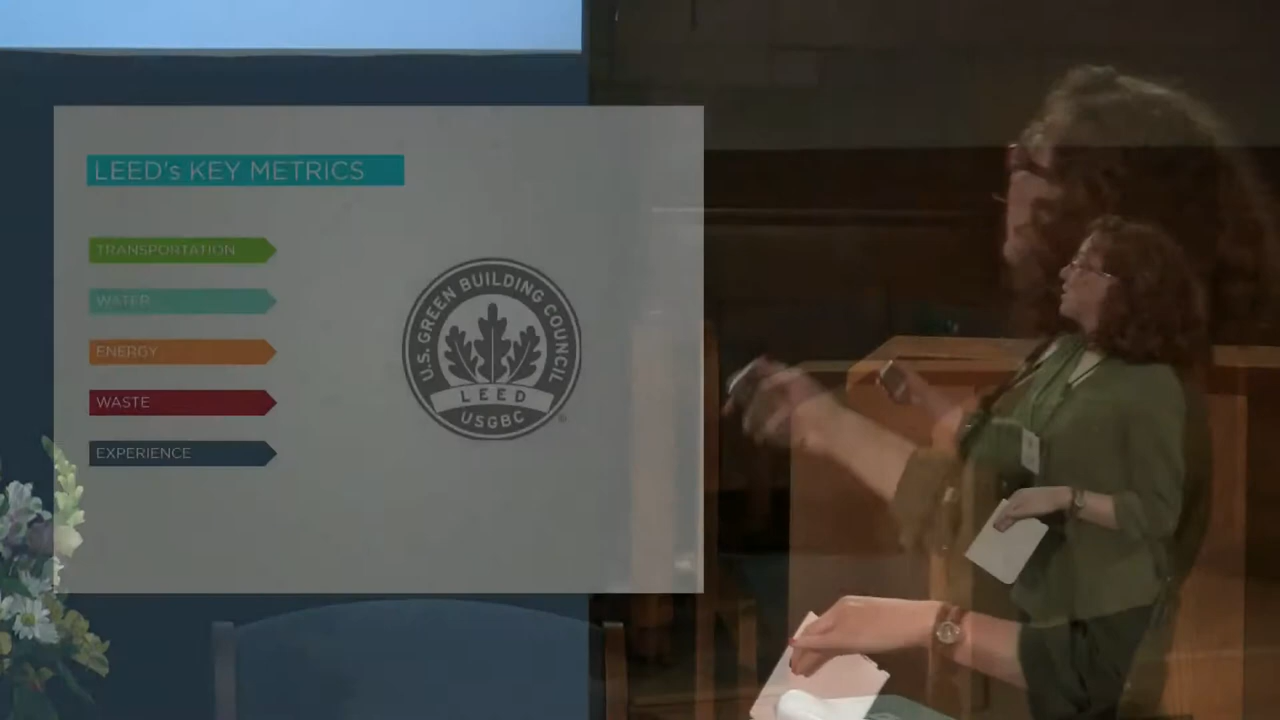 LEED's KEY METRICS
TRANSPORTATION
WATER
ENERGY
WASTE
EXPERIENCE
U.S. GREEN BUILDING COUNCIL
LEED
USGBC
®